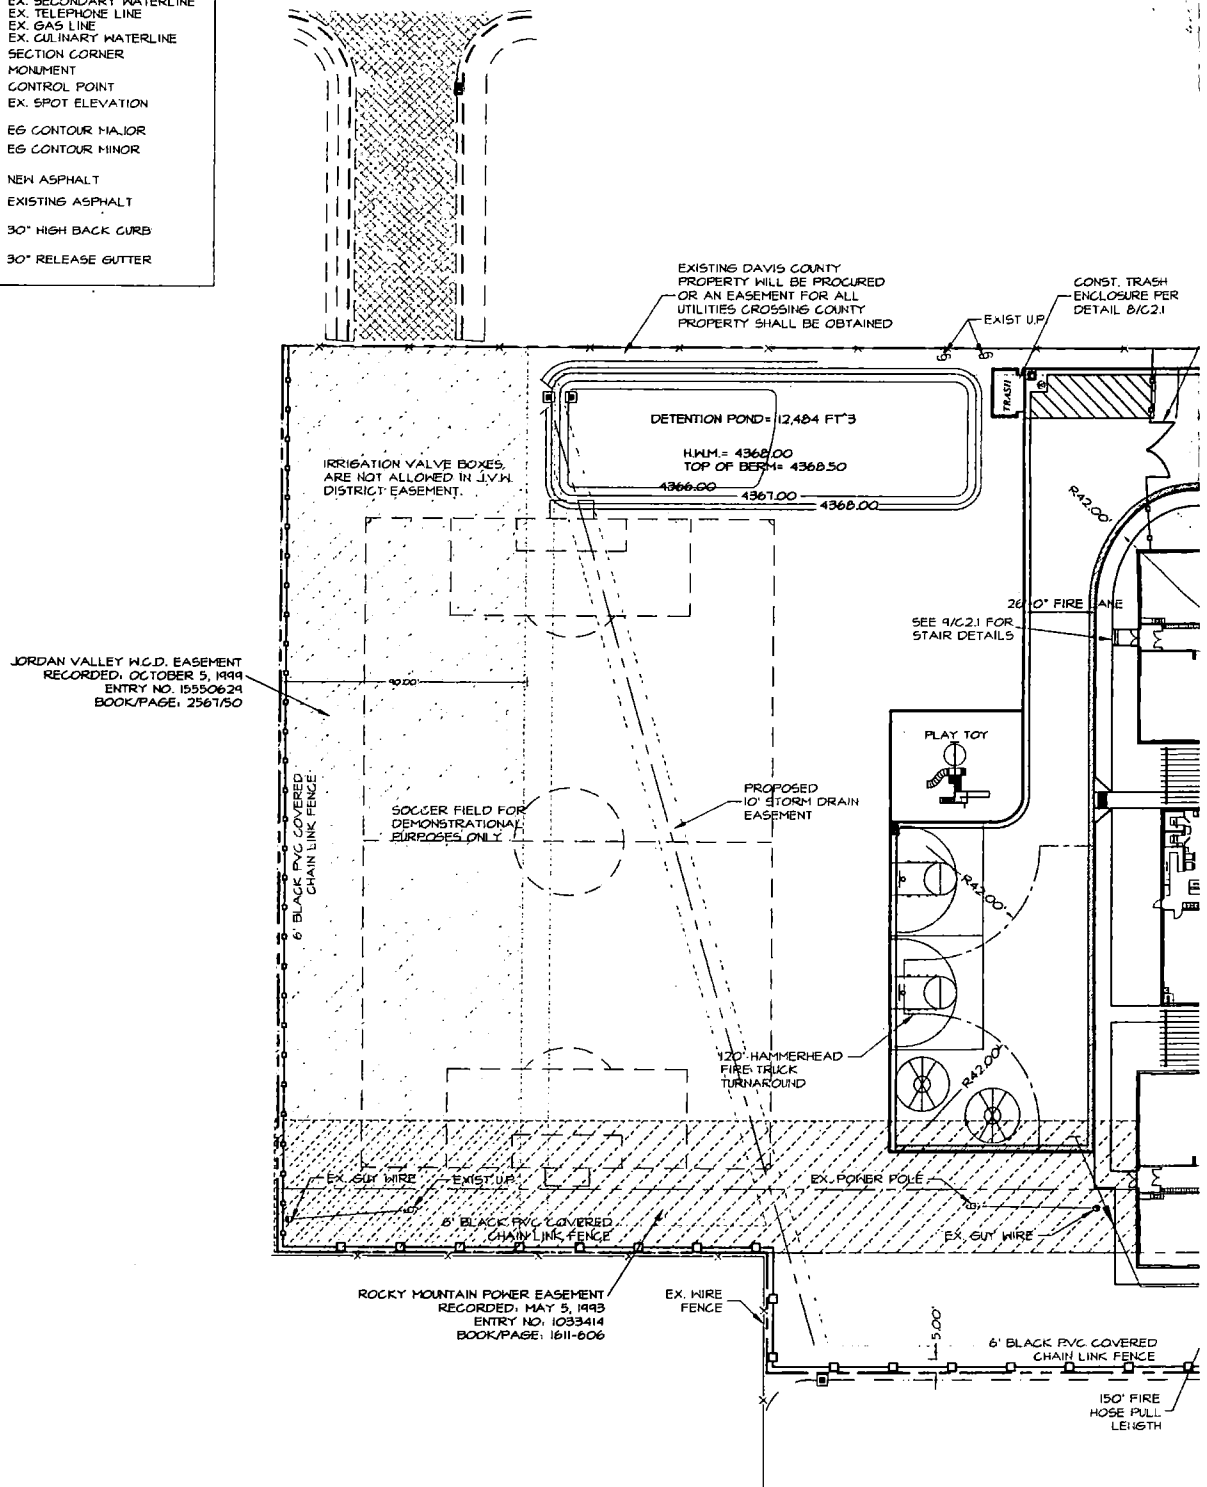 EX. SECONDARY WATERLINE
EX. TELEPHONE LINE
EX. GAS LINE
EX. CULINARY WATERLINE
SECTION CORNER
MONUMENT
CONTROL POINT
EX. SPOT ELEVATION
EG CONTOUR MAJOR
EG CONTOUR MINOR
NEW ASPHALT
EXISTING ASPHALT
30" HIGH BACK CURB
30" RELEASE GUTTER
EXISTING DAVIS COUNTY
PROPERTY WILL BE PROCURED
OR AN EASEMENT FOR ALL
UTILITIES CROSSING COUNTY
PROPERTY SHALL BE OBTAINED
EXIST U.P.
CONST. TRASH
ENCLOSURE PER
DETAIL 8/C2.1
TRASH
DETENTION POND= 12,484 FT^3
H.W.M.= 4368.00
TOP OF BERM= 4368.50
4366.00
4367.00
4368.00
IRRIGATION VALVE BOXES
ARE NOT ALLOWED IN J.V.W.
DISTRICT EASEMENT.
R42.00'
26'-0" FIRE LANE
SEE 9/C2.1 FOR
STAIR DETAILS
JORDAN VALLEY W.C.D. EASEMENT
RECORDED: OCTOBER 5, 1999
ENTRY NO. 15550629
BOOK/PAGE: 2567/50
90.00'
PLAY TOY
6' BLACK PVC COVERED
CHAIN LINK FENCE
SOCCER FIELD FOR
DEMONSTRATIONAL
PURPOSES ONLY
PROPOSED
10' STORM DRAIN
EASEMENT
R42.00'
120' HAMMERHEAD
FIRE TRUCK
TURNAROUND
R42.00'
EX. GUY WIRE
EXIST U.P.
EX. POWER POLE
6' BLACK PVC COVERED
CHAIN LINK FENCE
EX. GUY WIRE
ROCKY MOUNTAIN POWER EASEMENT
RECORDED: MAY 5, 1993
ENTRY NO: 1033414
BOOK/PAGE: 1611-606
EX. WIRE
FENCE
5.00'
6' BLACK PVC COVERED
CHAIN LINK FENCE
150' FIRE
HOSE PULL
LENGTH